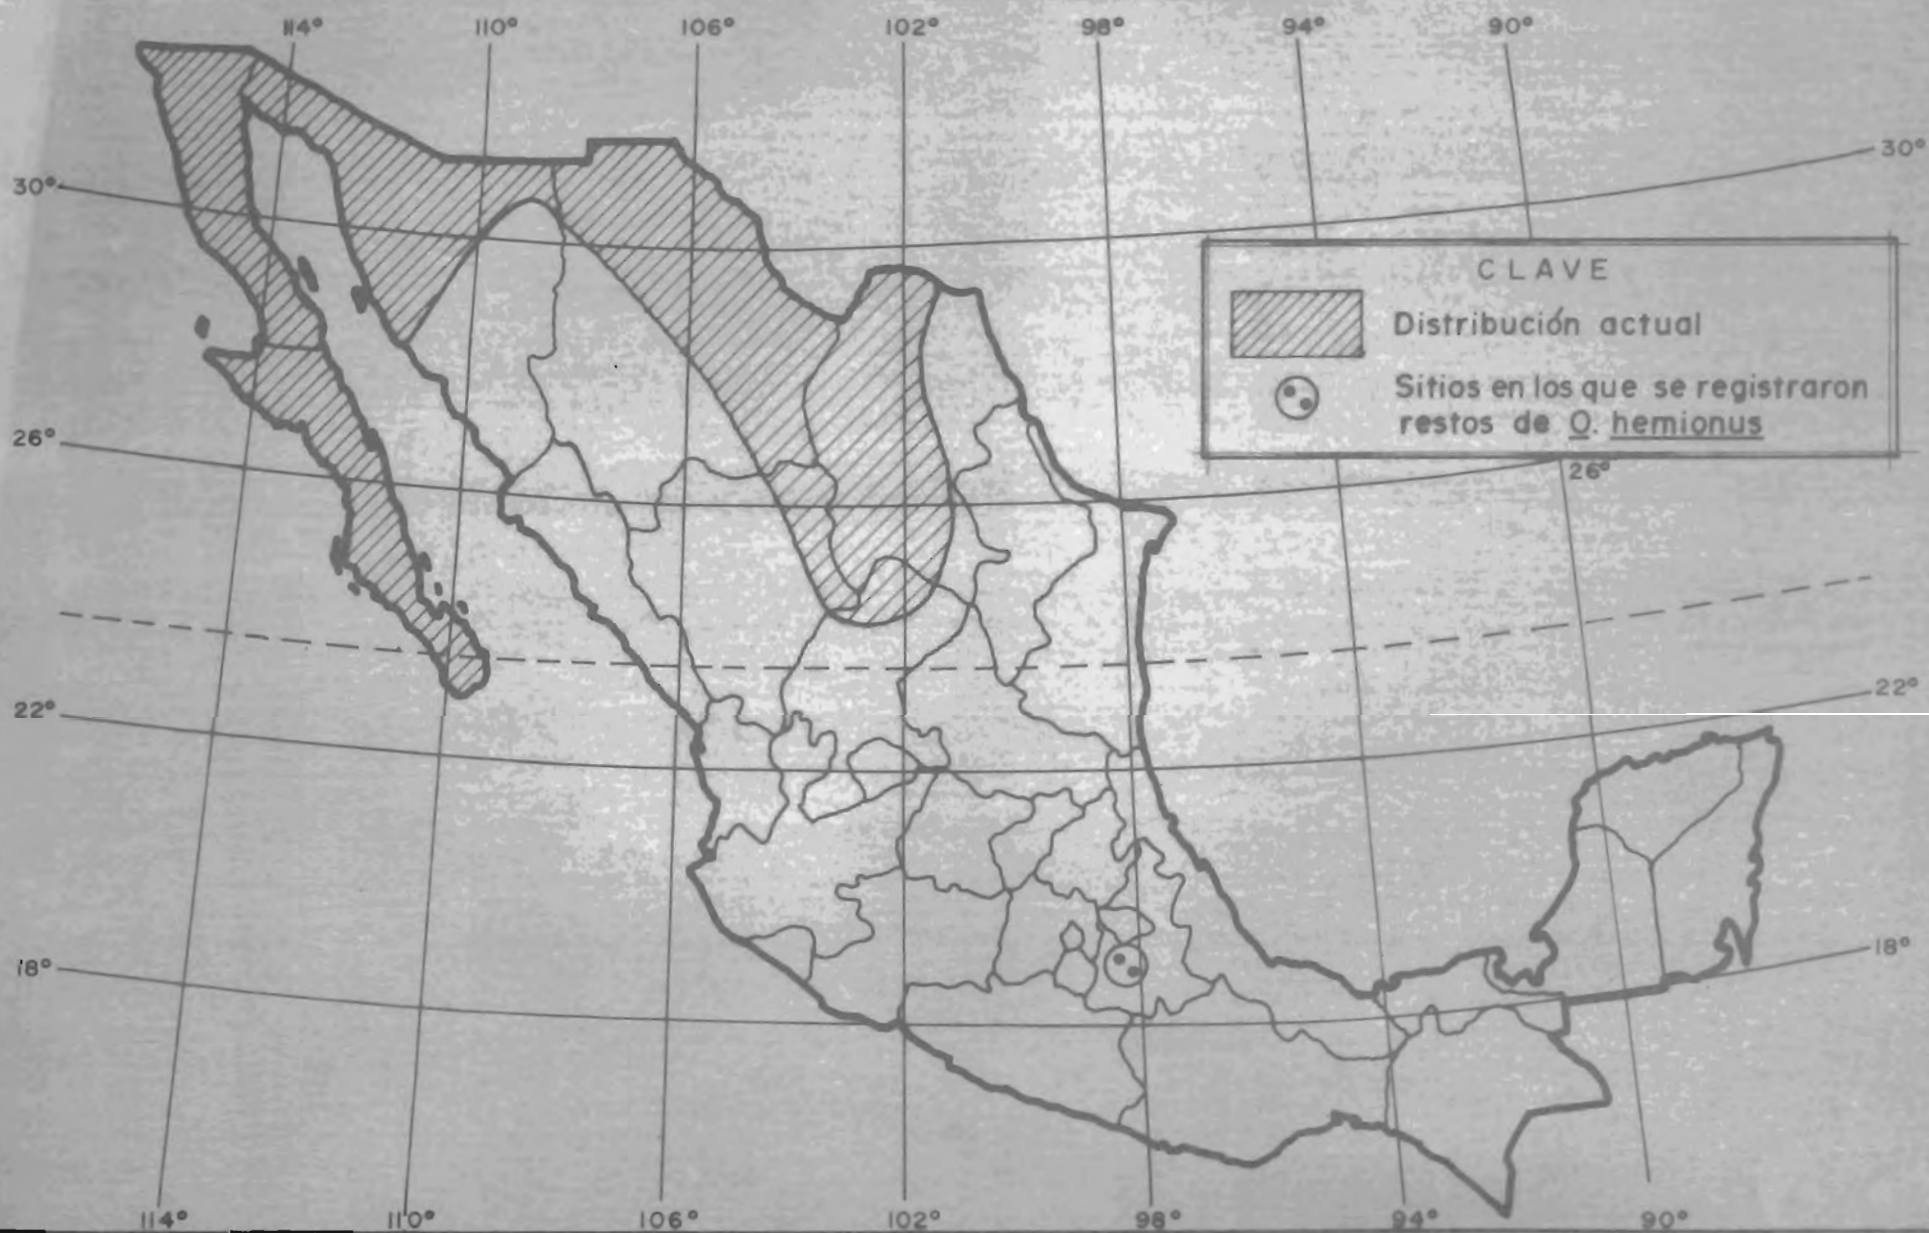 114° 110° 106° 102° 98° 94° 90°
30° 30°
CLAVE
Distribución actual
Sitios en los que se registraron
restos de O. hemionus
26° 26°
22° 22°
18° 18°
114° 110° 106° 102° 98° 94° 90°